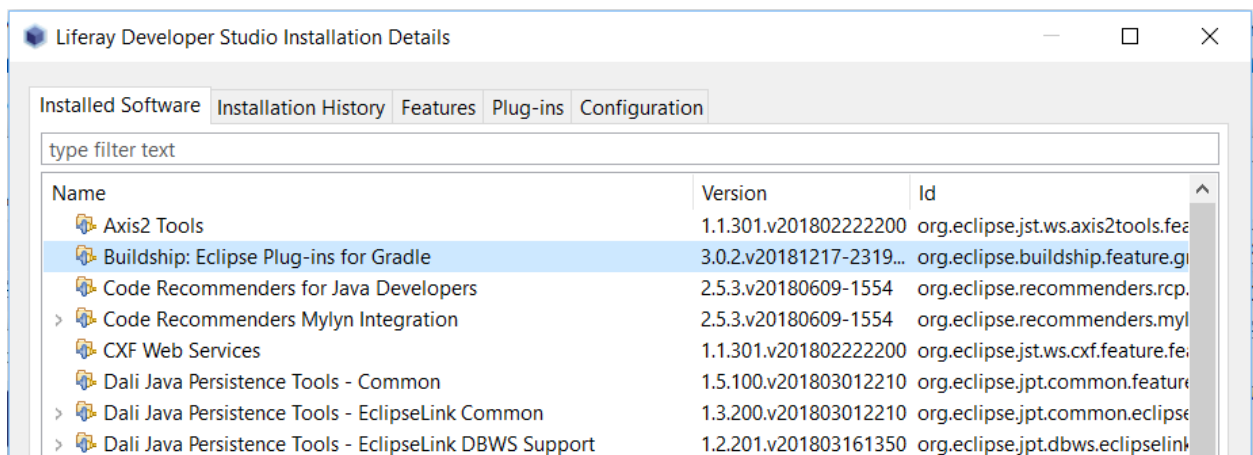 Liferay Developer Studio Installation Details
Installed Software Installation History Features Plug-ins Configuration
type filter text
Name Version Id
Axis2 Tools 1.1.301.v201802222200 org.eclipse.jst.ws.axis2tools.fea
Buildship: Eclipse Plug-ins for Gradle 3.0.2.v20181217-2319... org.eclipse.buildship.feature.gr
Code Recommenders for Java Developers 2.5.3.v20180609-1554 org.eclipse.recommenders.rcp.
Code Recommenders Mylyn Integration 2.5.3.v20180609-1554 org.eclipse.recommenders.myl
CXF Web Services 1.1.301.v201802222200 org.eclipse.jst.ws.cxf.feature.fea
Dali Java Persistence Tools - Common 1.5.100.v201803012210 org.eclipse.jpt.common.feature
Dali Java Persistence Tools - EclipseLink Common 1.3.200.v201803012210 org.eclipse.jpt.common.eclipse
Dali Java Persistence Tools - EclipseLink DBWS Support 1.2.201.v201803161350 org.eclipse.jpt.dbws.eclipselink